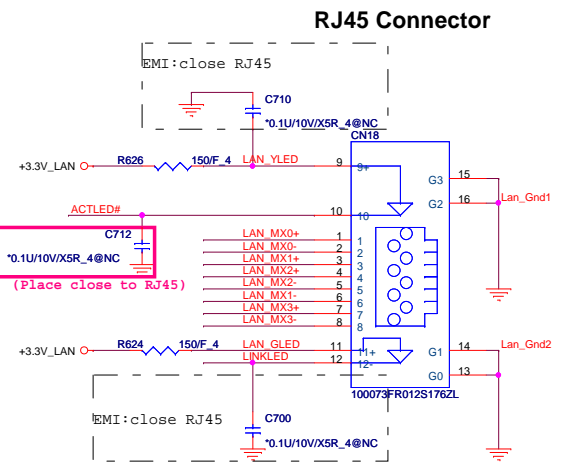 RJ45 Connector
EMI:close RJ45
C710
*0.1U/10V/X5R_4@NC
CN18
+3.3V_LAN R626 150/F_4 LAN_YLED 9 9+
G3 15
G2 16 Lan_Gnd1
ACTLED# 10 10-
C712
*0.1U/10V/X5R_4@NC
(Place close to RJ45)
LAN_MX0+ 1 1
LAN_MX0- 2 2
LAN_MX1+ 3 3
LAN_MX2+ 4 4
LAN_MX2- 5 5
LAN_MX1- 6 6
LAN_MX3+ 7 7
LAN_MX3- 8 8
+3.3V_LAN R624 150/F_4 LAN_GLED 11 11+
LINKLED 12 12-
G1 14 Lan_Gnd2
G0 13
100073FR012S176ZL
EMI:close RJ45
C700
*0.1U/10V/X5R_4@NC